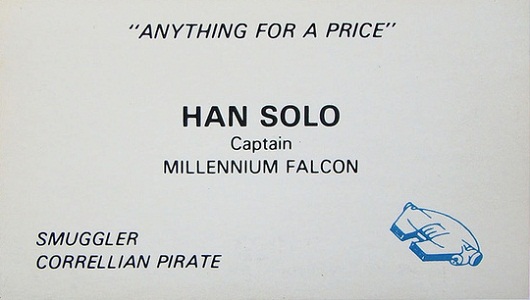 "ANYTHING FOR A PRICE"
HAN SOLO
Captain
MILLENNIUM FALCON
SMUGGLER
CORRELLIAN PIRATE